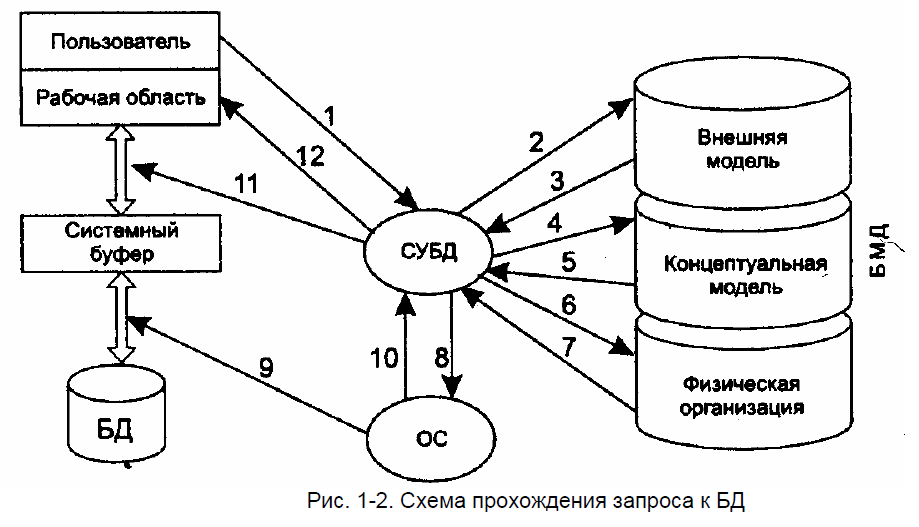 Пользователь
Рабочая область
1
12
11
2
3
4
5
6
7
Внешняя
модель
Системный
буфер
СУБД
Концептуальная
модель
БМД
9
10
8
Физическая
организация
БД
ОС
Рис. 1-2. Схема прохождения запроса к БД